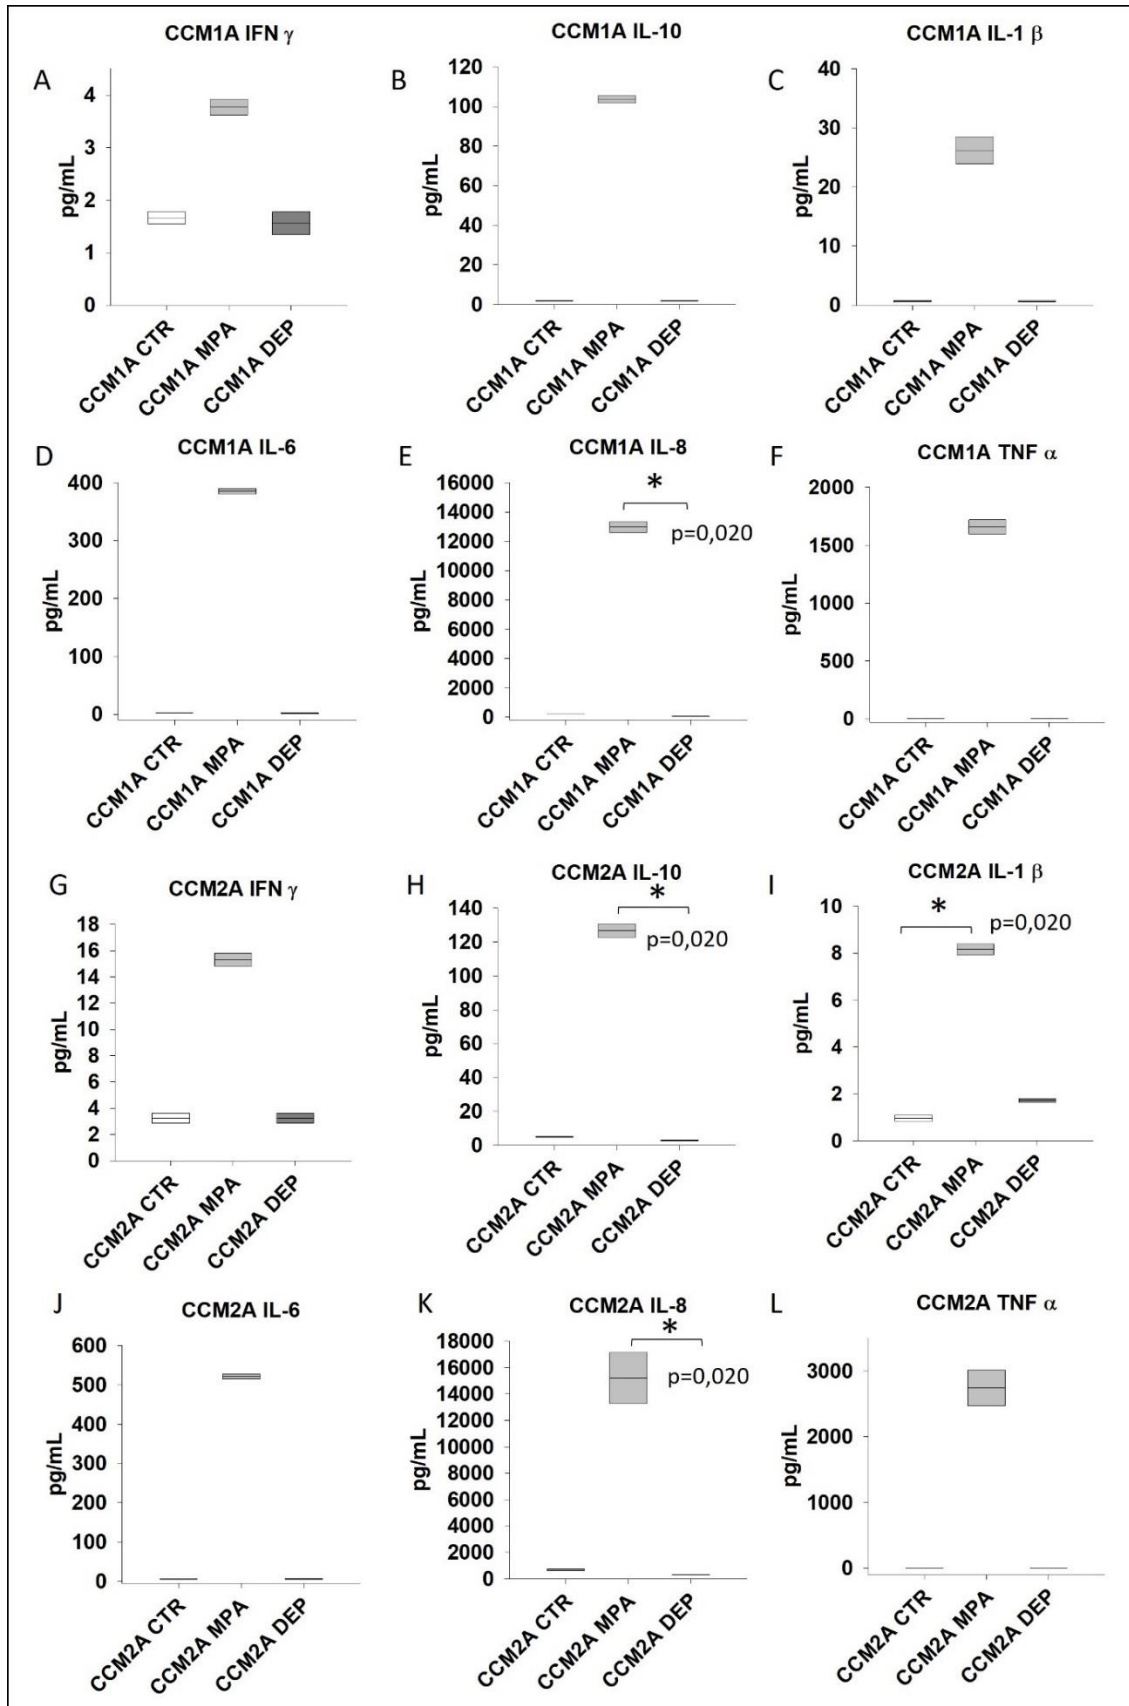 A
CCM1A IFN γ
pg/mL
4
3
2
1
0
CCM1A CTR
CCM1A MPA
CCM1A DEP
B
CCM1A IL-10
pg/mL
120
100
80
60
40
20
0
CCM1A CTR
CCM1A MPA
CCM1A DEP
C
CCM1A IL-1 β
pg/mL
40
30
20
10
0
CCM1A CTR
CCM1A MPA
CCM1A DEP
D
CCM1A IL-6
pg/mL
400
300
200
100
0
CCM1A CTR
CCM1A MPA
CCM1A DEP
E
CCM1A IL-8
pg/mL
16000
14000
12000
10000
8000
6000
4000
2000
0
*
p=0,020
CCM1A CTR
CCM1A MPA
CCM1A DEP
F
CCM1A TNF α
pg/mL
2000
1500
1000
500
0
CCM1A CTR
CCM1A MPA
CCM1A DEP
G
CCM2A IFN γ
pg/mL
18
16
14
12
10
8
6
4
2
0
CCM2A CTR
CCM2A MPA
CCM2A DEP
H
CCM2A IL-10
pg/mL
140
120
100
80
60
40
20
0
*
p=0,020
CCM2A CTR
CCM2A MPA
CCM2A DEP
I
CCM2A IL-1 β
pg/mL
10
8
6
4
2
0
*
p=0,020
CCM2A CTR
CCM2A MPA
CCM2A DEP
J
CCM2A IL-6
pg/mL
600
500
400
300
200
100
0
CCM2A CTR
CCM2A MPA
CCM2A DEP
K
CCM2A IL-8
pg/mL
18000
16000
14000
12000
10000
8000
6000
4000
2000
0
*
p=0,020
CCM2A CTR
CCM2A MPA
CCM2A DEP
L
CCM2A TNF α
pg/mL
3000
2000
1000
0
CCM2A CTR
CCM2A MPA
CCM2A DEP